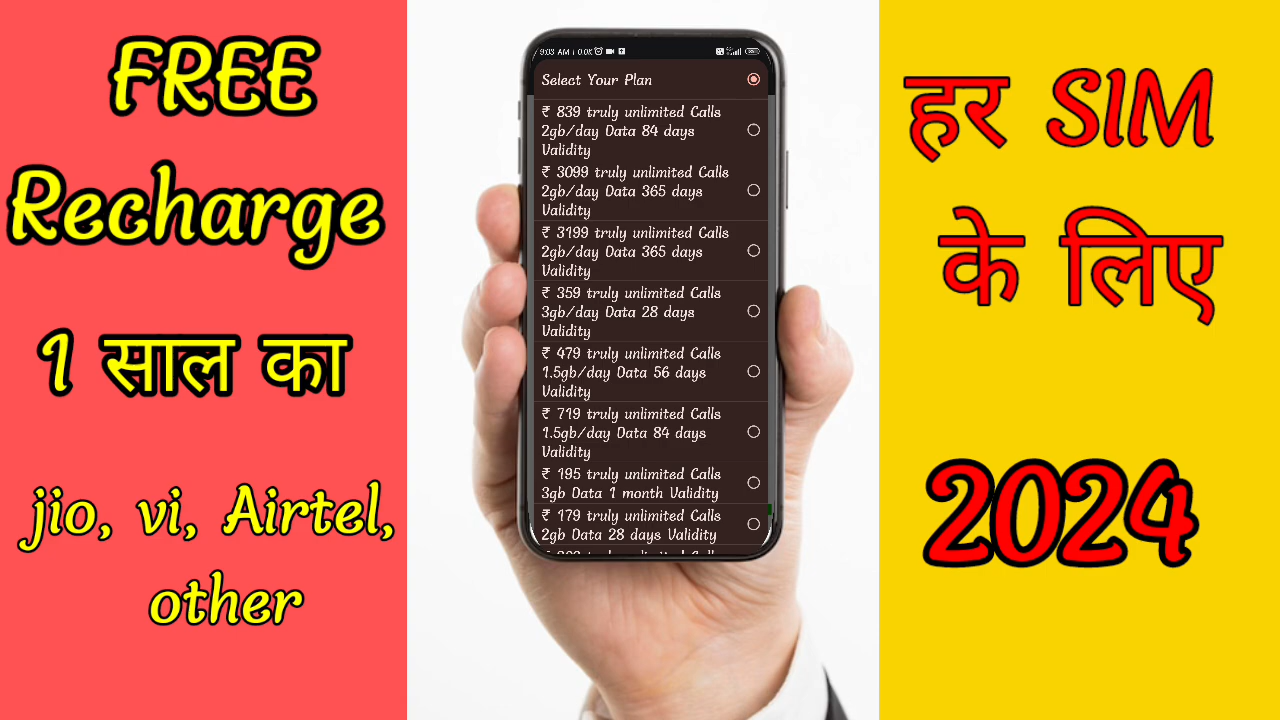 FREE
Recharge
1 साल का
jio, vi, Airtel,
other
9:03 AM
Select Your Plan
₹ 839 truly unlimited Calls
2gb/day Data 84 days
Validity
₹ 3099 truly unlimited Calls
2gb/day Data 365 days
Validity
₹ 3199 truly unlimited Calls
2gb/day Data 365 days
Validity
₹ 359 truly unlimited Calls
3gb/day Data 28 days
Validity
₹ 479 truly unlimited Calls
1.5gb/day Data 56 days
Validity
₹ 719 truly unlimited Calls
1.5gb/day Data 84 days
Validity
₹ 195 truly unlimited Calls
3gb Data 1 month Validity
₹ 179 truly unlimited Calls
2gb Data 28 days Validity
हर SIM
के लिए
2024